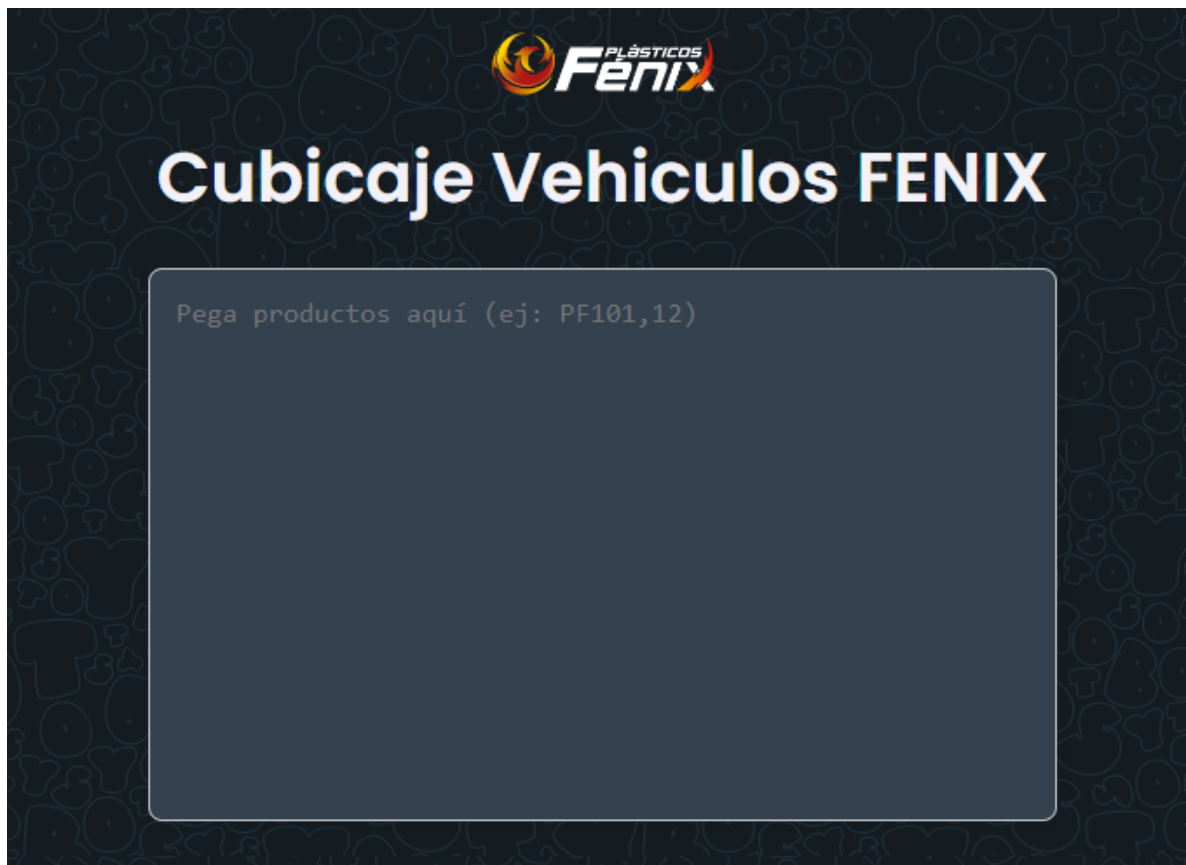 PLÁSTICOS
Fénix
Cubicaje Vehiculos FENIX
Pega productos aquí (ej: PF101,12)